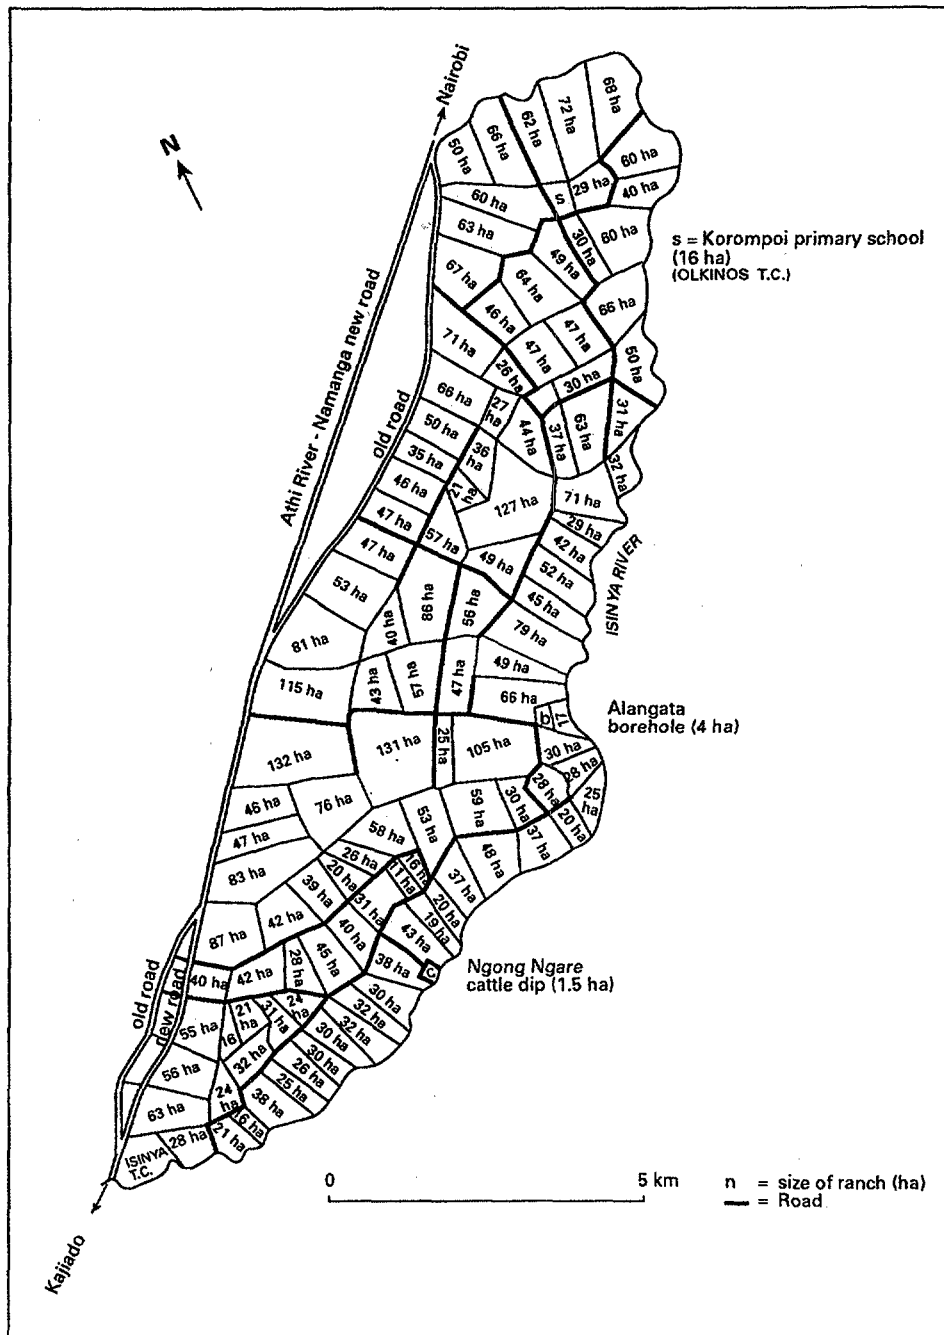 Nairobi
N
50 ha
66 ha
62 ha
72 ha
68 ha
60 ha
s
29 ha
40 ha
60 ha
63 ha
30 ha
60 ha
49 ha
s = Korompoi primary school
(16 ha)
(OLKINOS T.C.)
67 ha
64 ha
66 ha
46 ha
47 ha
47 ha
71 ha
26 ha
30 ha
50 ha
Athi River - Namanga new road
old road
66 ha
27
ha
44 ha
37 ha
63 ha
31 ha
50 ha
36
ha
35 ha
32 ha
46 ha
21
ha
127 ha
71 ha
29 ha
47 ha
57 ha
49 ha
42 ha
52 ha
ISINYA RIVER
47 ha
53 ha
86 ha
56 ha
45 ha
40 ha
79 ha
81 ha
49 ha
115 ha
43 ha
57 ha
47 ha
66 ha
b
17
Alangata
borehole (4 ha)
132 ha
131 ha
25 ha
105 ha
30 ha
28 ha
28 ha
25
ha
46 ha
76 ha
53 ha
59 ha
30 ha
20 ha
47 ha
58 ha
37 ha
48 ha
83 ha
26 ha
16 ha
11 ha
37 ha
20 ha
39 ha
31 ha
20 ha
19 ha
87 ha
42 ha
40 ha
43 ha
45 ha
38 ha
c
Ngong Ngare
cattle dip (1.5 ha)
old road
new road
40 ha
42 ha
28 ha
30 ha
32 ha
55 ha
21
ha
31 ha
24
ha
32 ha
16
30 ha
56 ha
32 ha
30 ha
26 ha
25 ha
24
ha
38 ha
63 ha
16 ha
28 ha
21 ha
ISINYA
T.C.
Kajiado
0
5 km
n = size of ranch (ha)
= Road